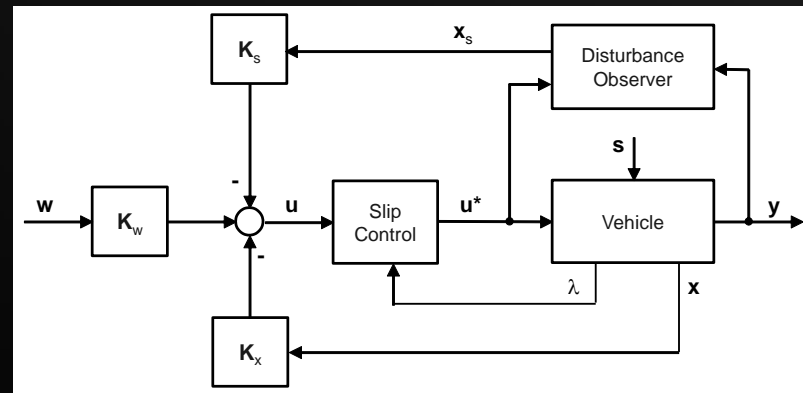 K_s
x_s
Disturbance
Observer
s
-
w
K_w
u
Slip
Control
u*
Vehicle
y
-
λ
x
K_x